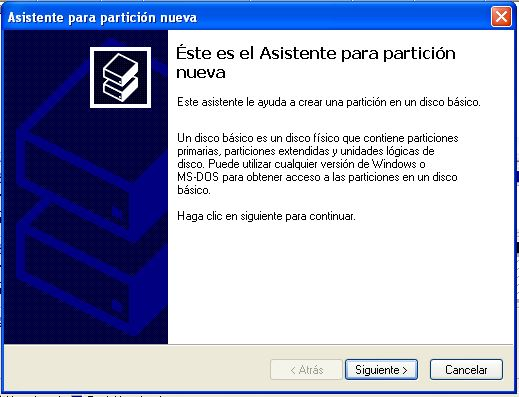 Asistente para partición nueva
Éste es el Asistente para partición
nueva
Este asistente le ayuda a crear una partición en un disco básico.
Un disco básico es un disco físico que contiene particiones
primarias, particiones extendidas y unidades lógicas de
disco. Puede utilizar cualquier versión de Windows o
MS-DOS para obtener acceso a las particiones en un disco
básico.
Haga clic en siguiente para continuar.
< Atrás
Siguiente >
Cancelar